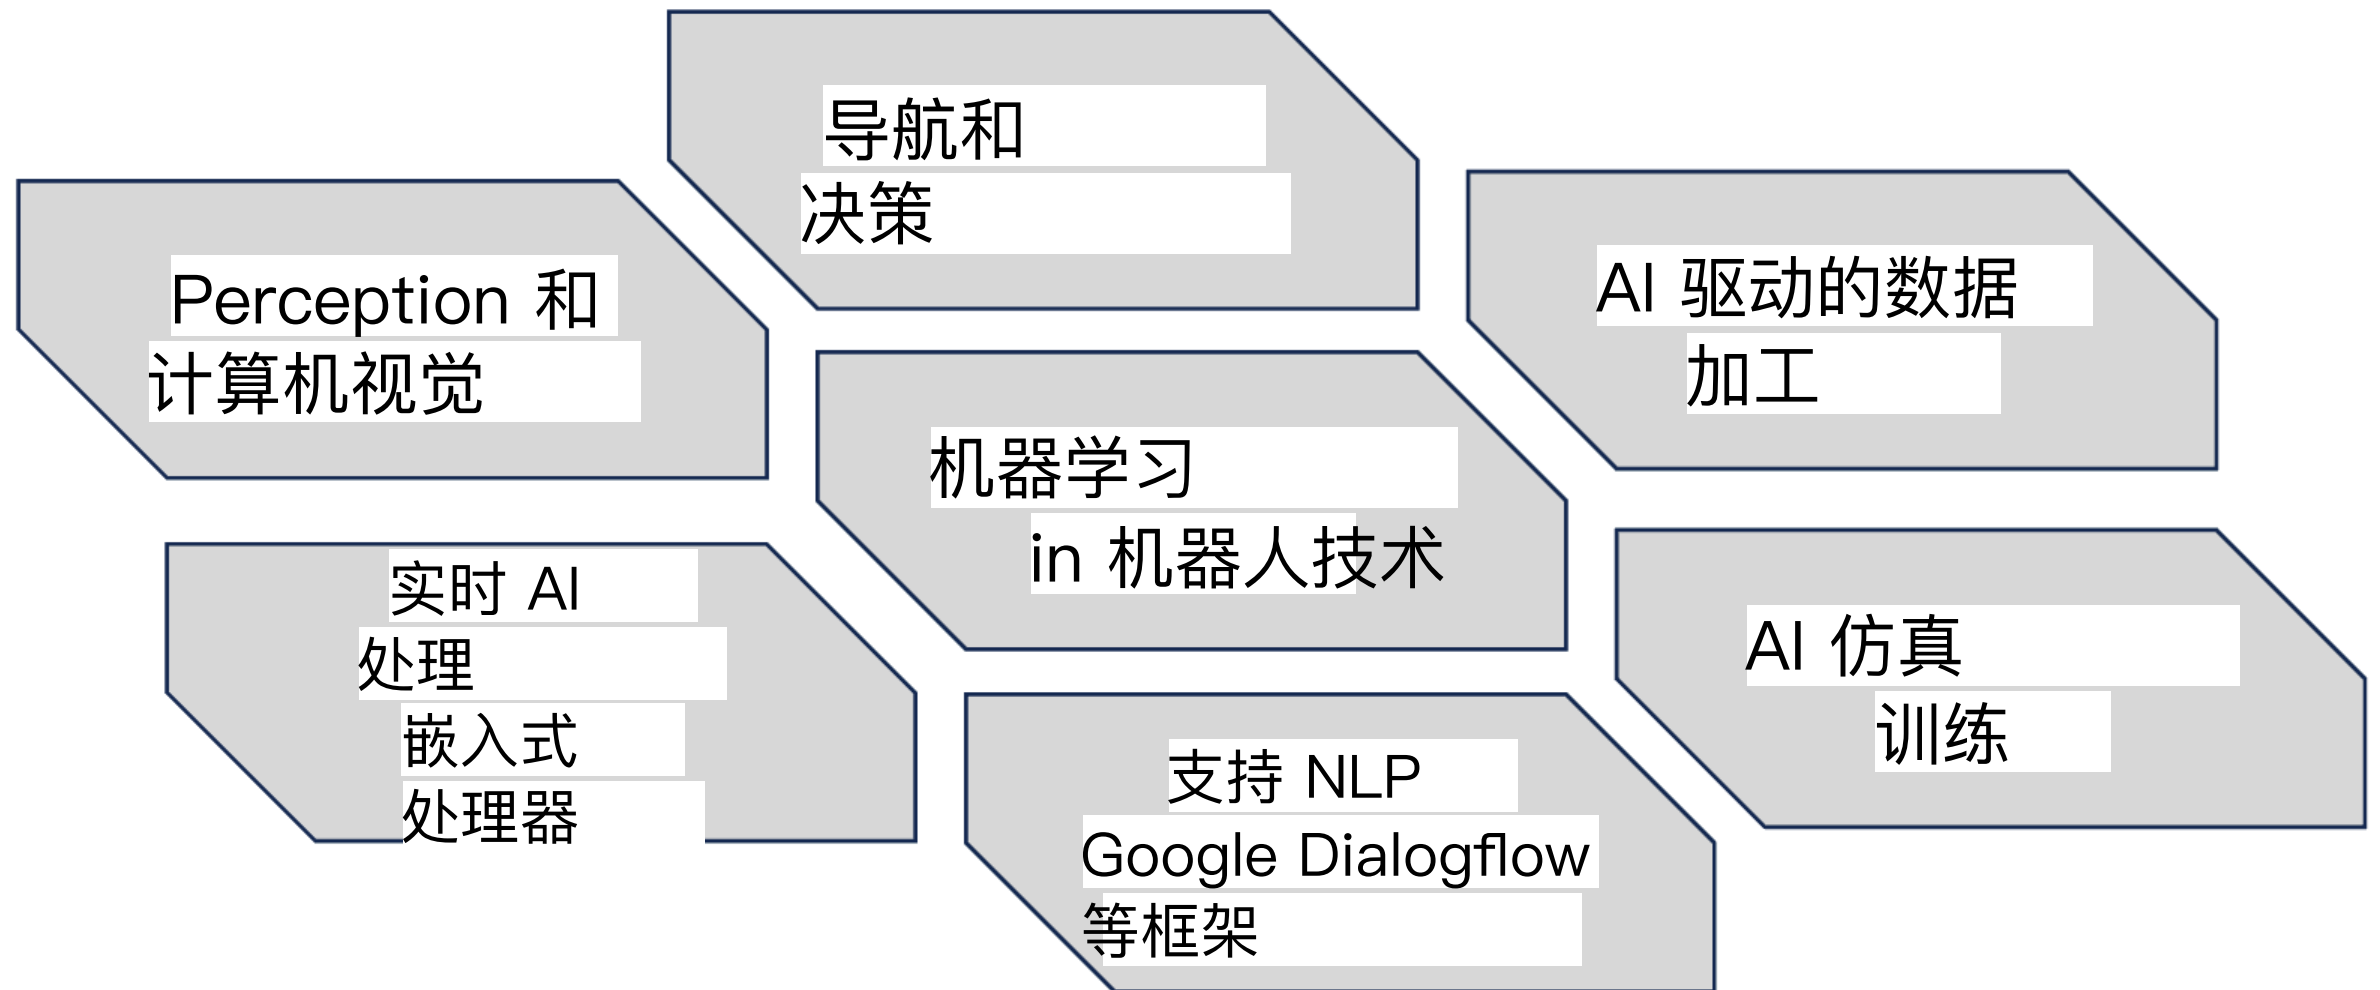 导航和
决策
Perception 和
计算机视觉
AI 驱动的数据
加工
机器学习
in 机器人技术
实时 AI
处理
嵌入式
处理器
AI 仿真
训练
支持 NLP
Google Dialogflow
等框架